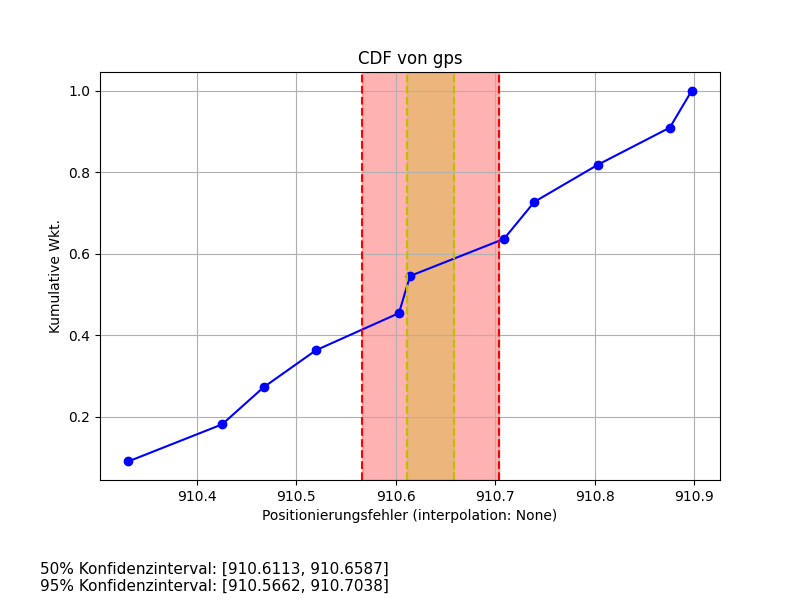 CDF von gps
Kumulative Wkt.
1.0
0.8
0.6
0.4
0.2
910.4 910.5 910.6 910.7 910.8 910.9
Positionierungsfehler (interpolation: None)
50% Konfidenzinterval: [910.6113, 910.6587]
95% Konfidenzinterval: [910.5662, 910.7038]